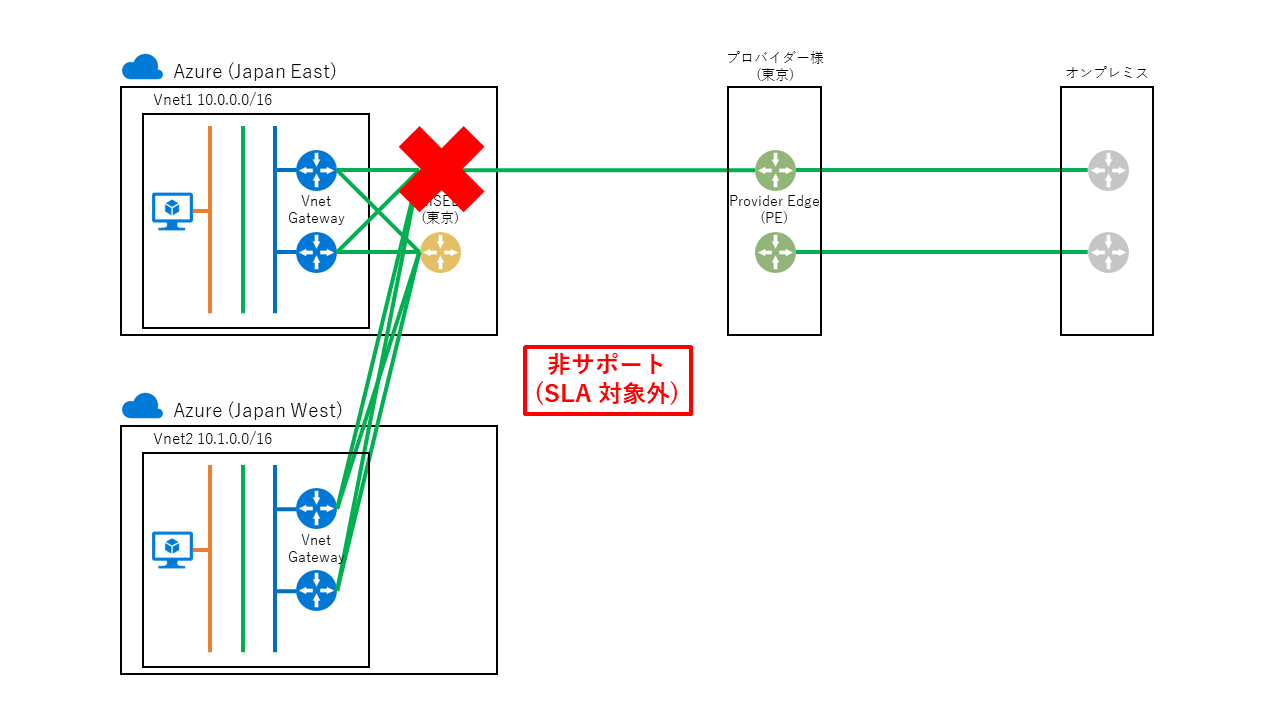 Azure (Japan East)
Vnet1 10.0.0.0/16
Vnet
Gateway
(東京)
プロバイダー様
(東京)
Provider Edge
(PE)
オンプレミス
非サポート
(SLA 対象外)
Azure (Japan West)
Vnet2 10.1.0.0/16
Vnet
Gateway